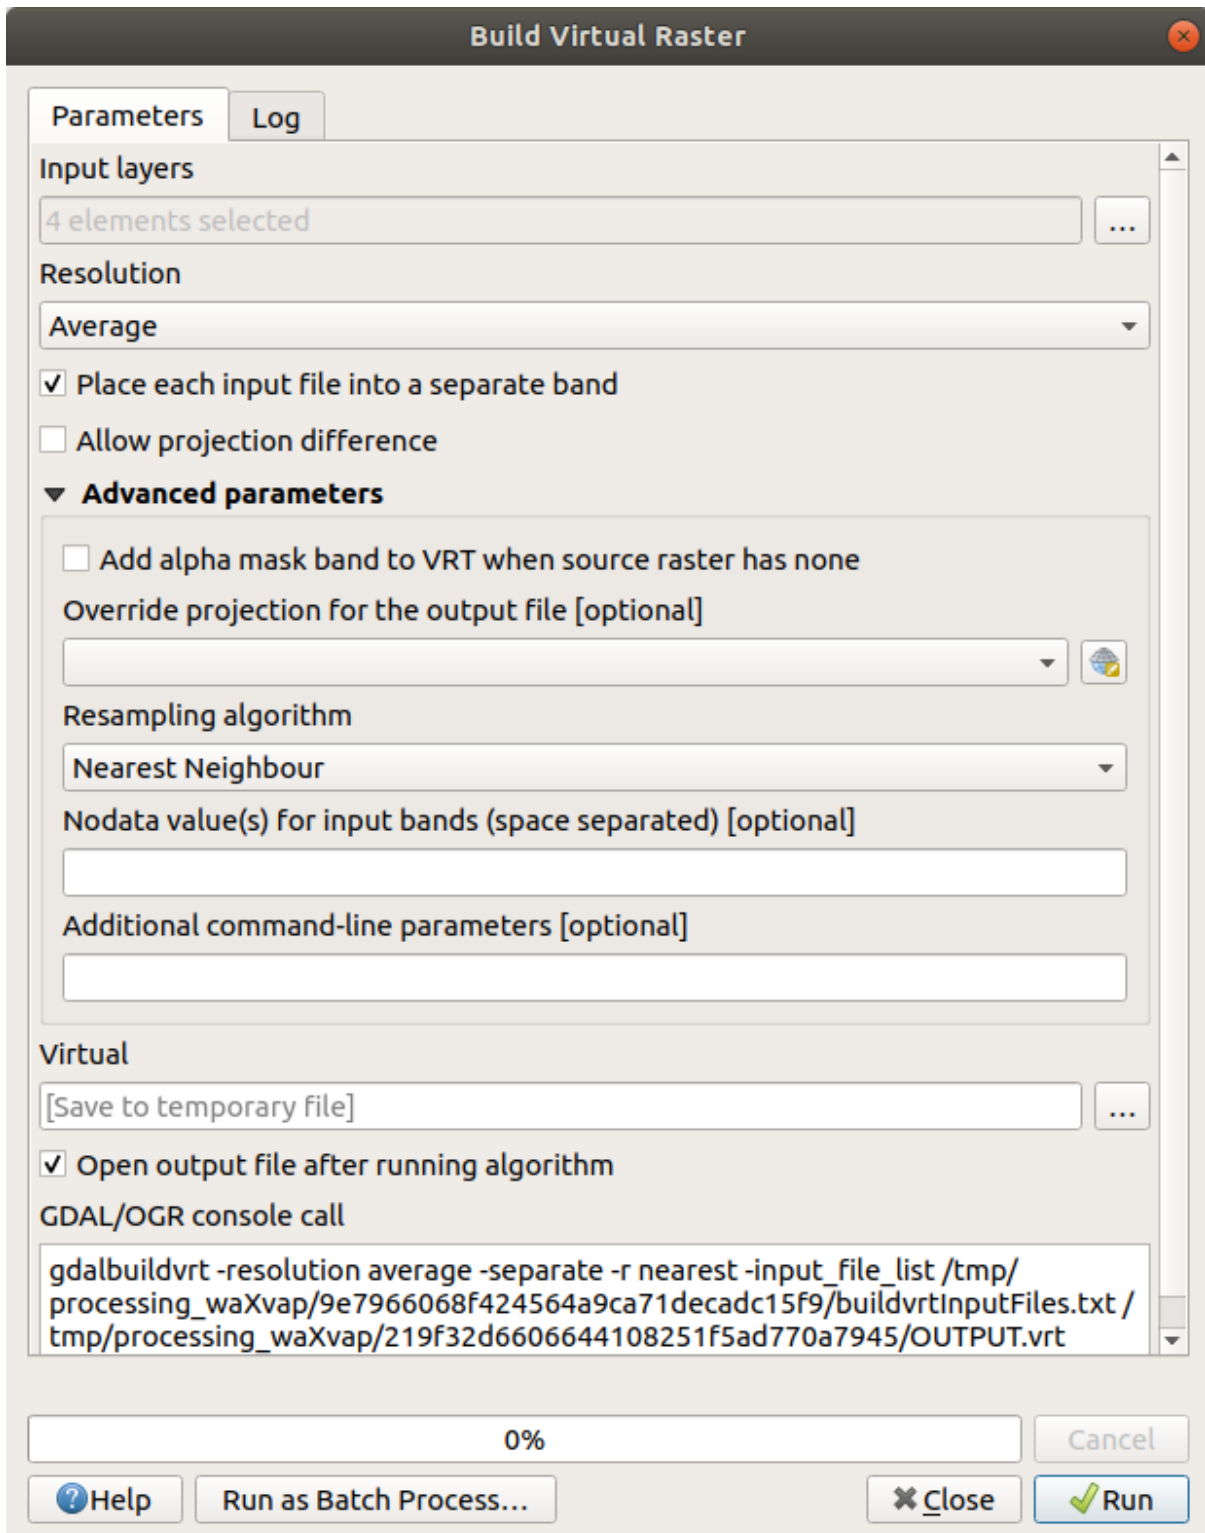 Build Virtual Raster
Parameters
Log
Input layers
4 elements selected
...
Resolution
Average
Place each input file into a separate band
Allow projection difference
Advanced parameters
Add alpha mask band to VRT when source raster has none
Override projection for the output file [optional]
Resampling algorithm
Nearest Neighbour
Nodata value(s) for input bands (space separated) [optional]
Additional command-line parameters [optional]
Virtual
[Save to temporary file]
...
Open output file after running algorithm
GDAL/OGR console call
gdalbuildvrt -resolution average -separate -r nearest -input_file_list /tmp/
processing_waXvap/9e7966068f424564a9ca71decadc15f9/buildvrtInputFiles.txt /
tmp/processing_waXvap/219f32d6606644108251f5ad770a7945/OUTPUT.vrt
0%
Cancel
Help
Run as Batch Process...
Close
Run